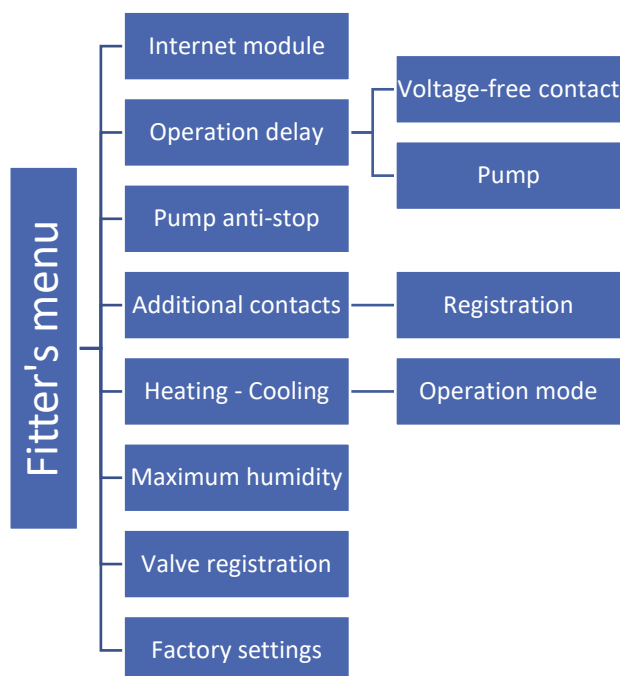 Fitter's menu
Internet module
Operation delay
Voltage-free contact
Pump
Pump anti-stop
Additional contacts
Registration
Heating - Cooling
Operation mode
Maximum humidity
Valve registration
Factory settings